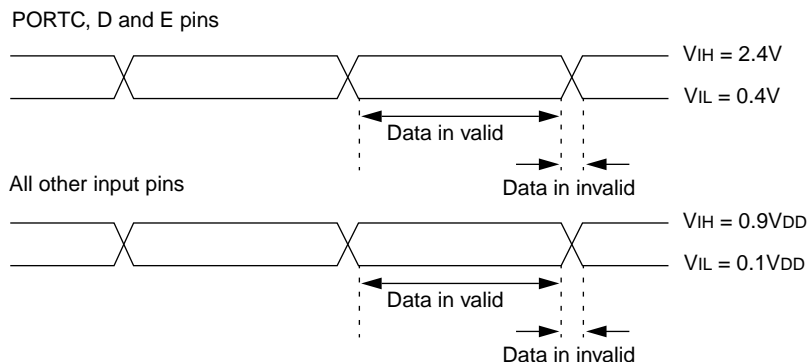 PORTC, D and E pins
VIH = 2.4V
VIL = 0.4V
Data in valid
Data in invalid
All other input pins
VIH = 0.9VDD
VIL = 0.1VDD
Data in valid
Data in invalid